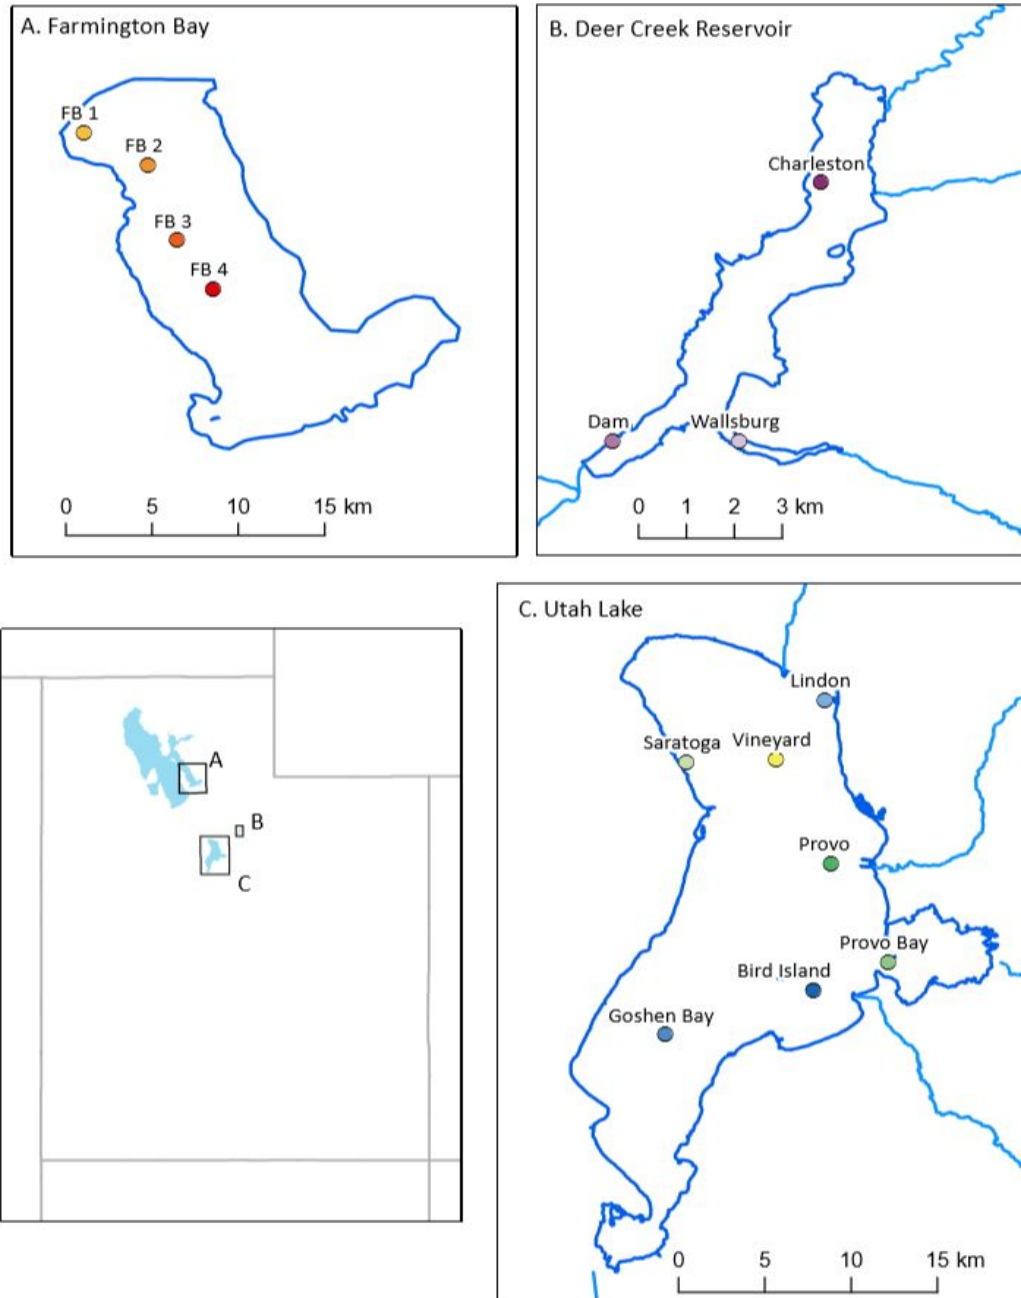 A. Farmington Bay
FB 1
FB 2
FB 3
FB 4
0 5 10 15 km
B. Deer Creek Reservoir
Charleston
Dam
Wallsburg
0 1 2 3 km
A
B
C
C. Utah Lake
Lindon
Saratoga
Vineyard
Provo
Provo Bay
Bird Island
Goshen Bay
0 5 10 15 km